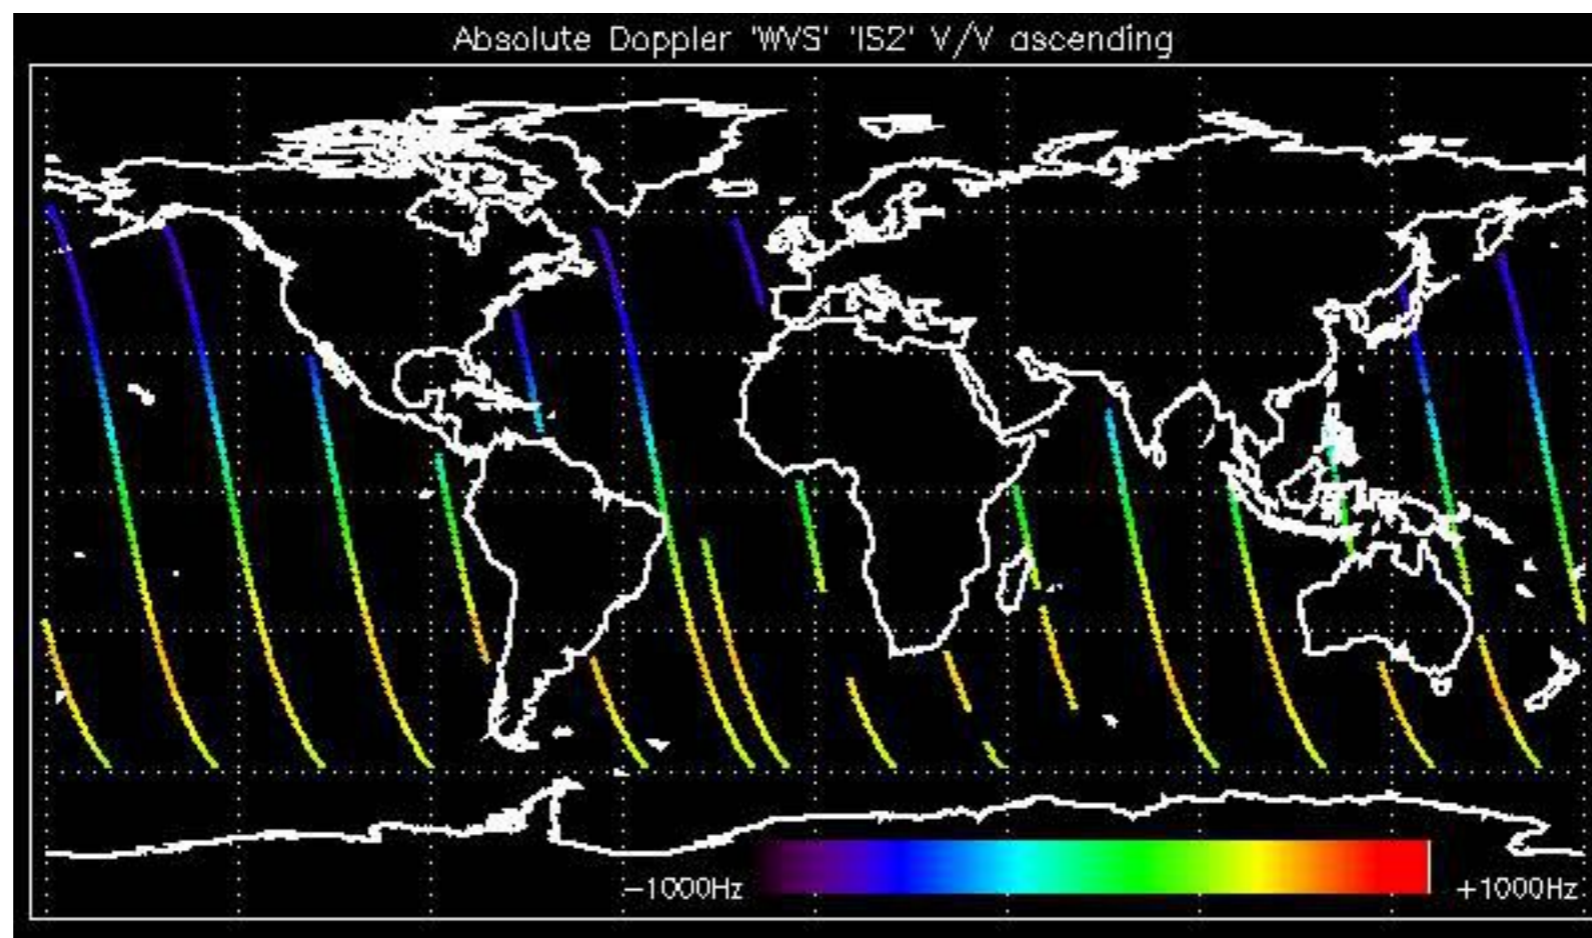 Absolute Doppler 'WVS' 'IS2' V/V ascending
−1000Hz
+1000Hz